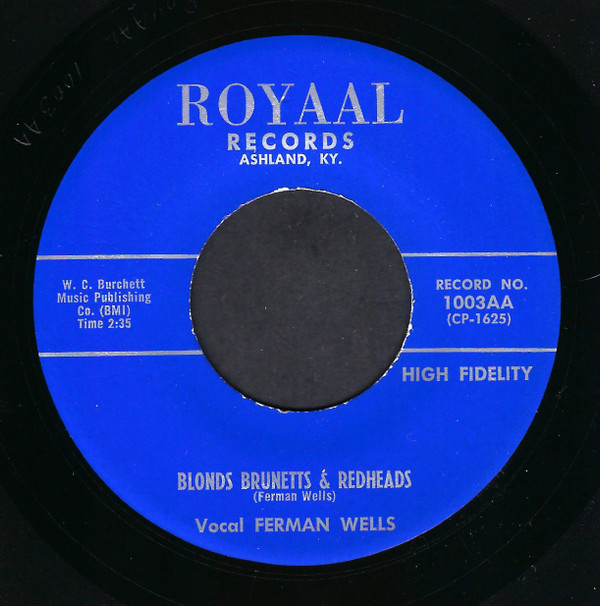 ROYAAL
RECORDS
ASHLAND, KY.
W. C. Burchett
Music Publishing
Co. (BMI)
Time 2:35
RECORD NO.
1003AA
(CP-1625)
HIGH FIDELITY
BLONDS BRUNETTS & REDHEADS
(Ferman Wells)
Vocal FERMAN WELLS
1003AA